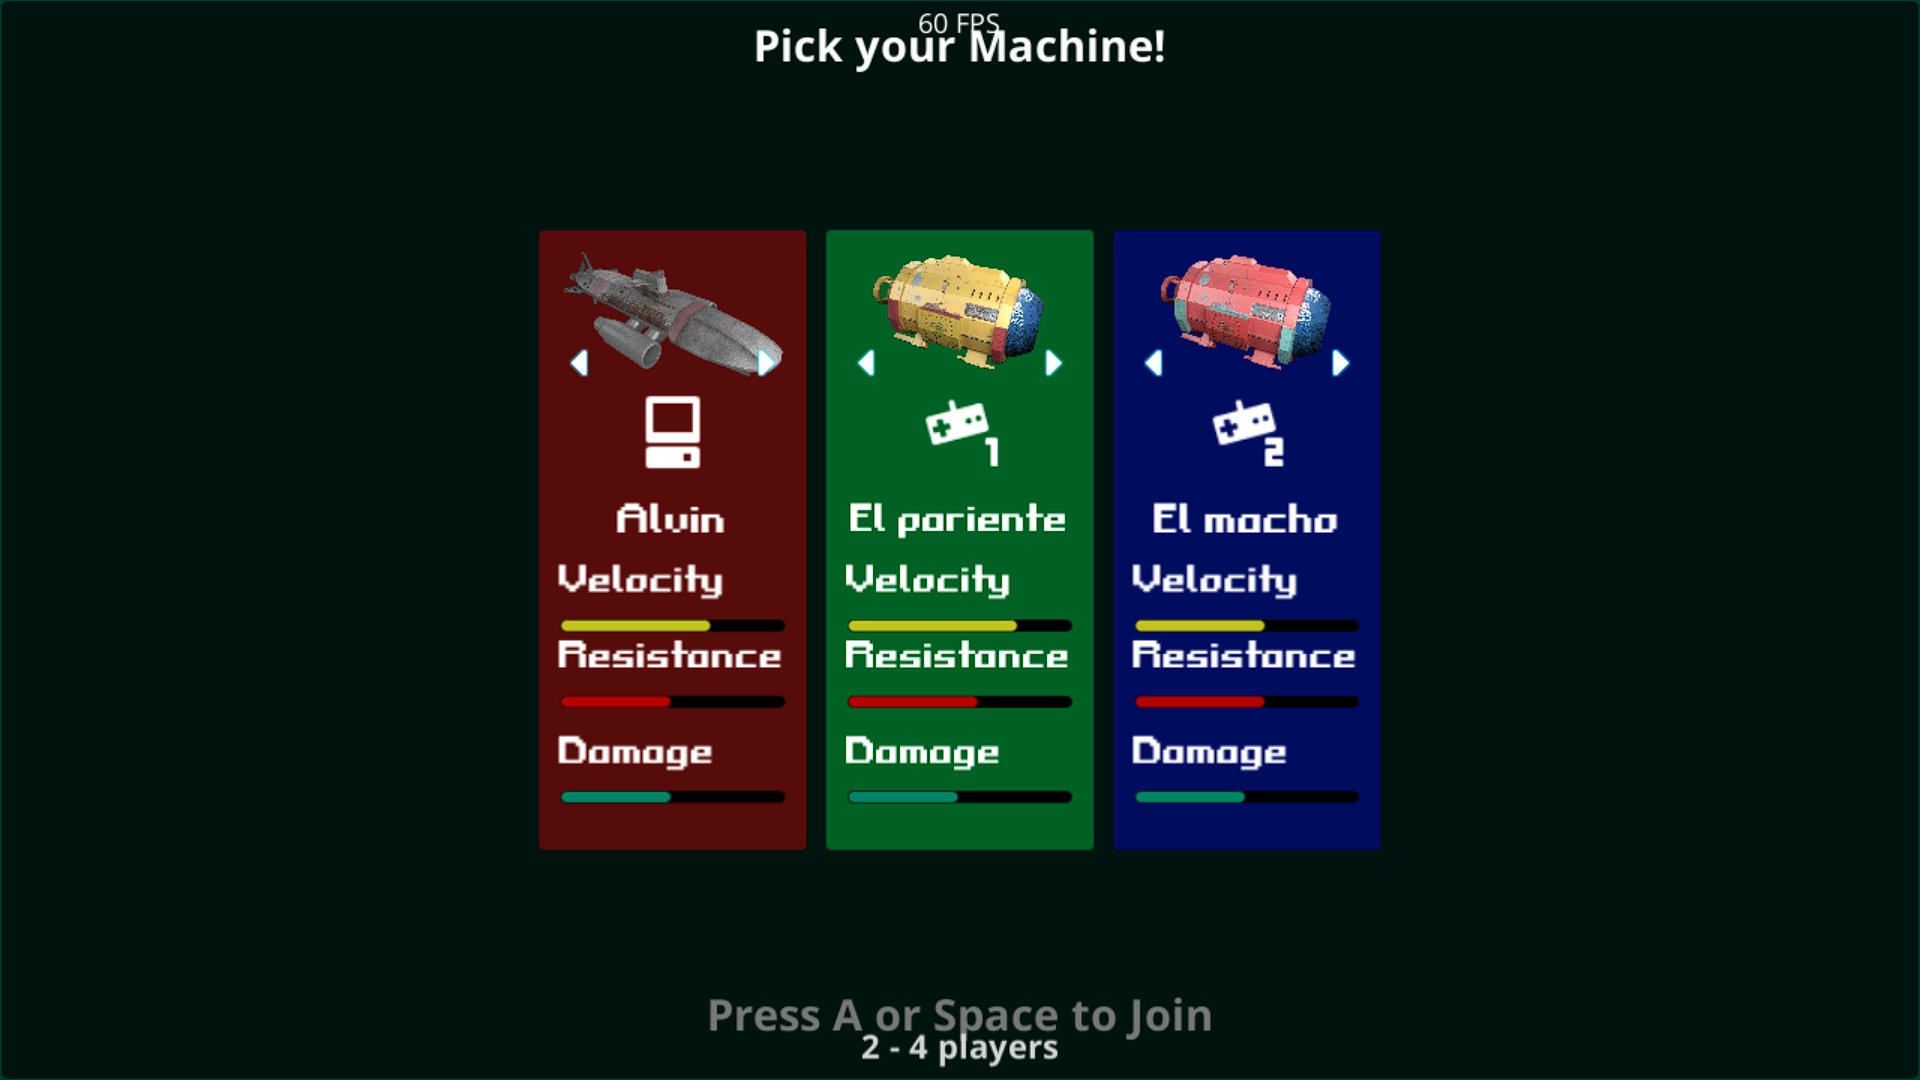 60 FPS
Pick your Machine!
1
2
Alvin
El pariente
El macho
Velocity
Velocity
Velocity
Resistance
Resistance
Resistance
Damage
Damage
Damage
Press A or Space to Join
2 - 4 players